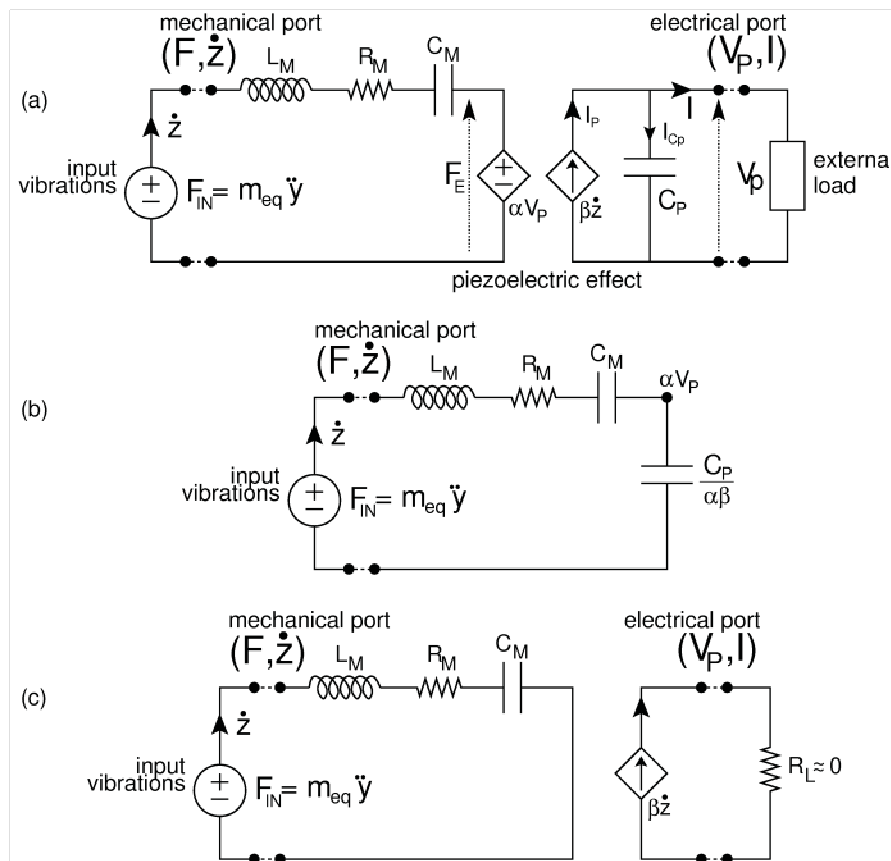 mechanical port
electrical port
(F,ż)
(V_P,I)
L_M
R_M
C_M
(a)
ż
I_P
I
I_Cp
input
vibrations
F_IN= m_eq ÿ
F_E
αV_P
βż
C_P
V_p
externa
load
piezoelectric effect
mechanical port
(F,ż)
L_M
R_M
C_M
αV_P
(b)
ż
input
vibrations
F_IN= m_eq ÿ
C_P
αβ
mechanical port
electrical port
(F,ż)
(V_P,I)
L_M
R_M
C_M
(c)
ż
input
vibrations
F_IN= m_eq ÿ
βż
R_L≈0